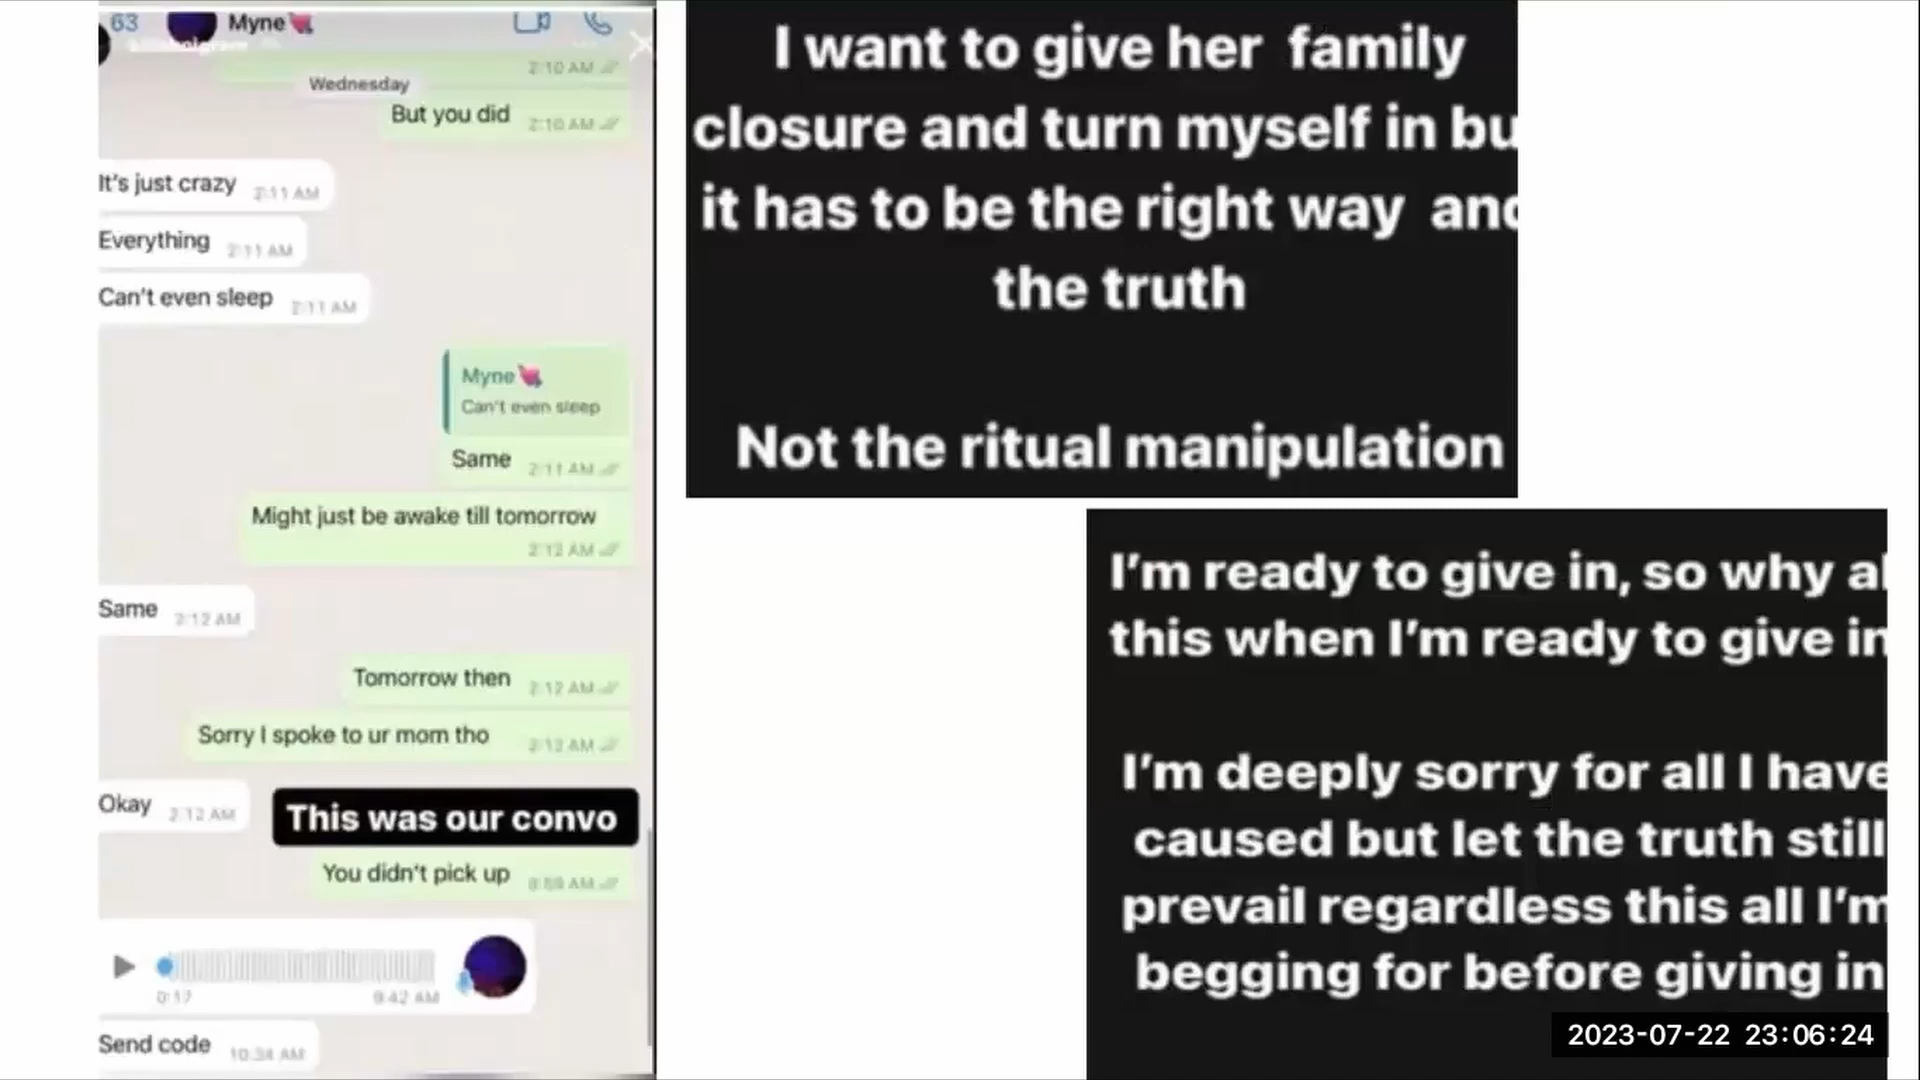 63
Myne
2:10 AM
Wednesday
But you did
2:10 AM
It's just crazy
2:11 AM
Everything
2:11 AM
Can't even sleep
2:11 AM
Myne
Can't even sleep
Same
2:11 AM
Might just be awake till tomorrow
2:12 AM
Same
2:12 AM
Tomorrow then
2:12 AM
Sorry I spoke to ur mom tho
2:12 AM
Okay
2:12 AM
This was our convo
You didn't pick up
8:59 AM
0:17
9:42 AM
Send code
10:34 AM
I want to give her family
closure and turn myself in bu
it has to be the right way and
the truth
Not the ritual manipulation
I'm ready to give in, so why al
this when I'm ready to give in
I'm deeply sorry for all I have
caused but let the truth still
prevail regardless this all I'm
begging for before giving in
2023-07-22 23:06:24